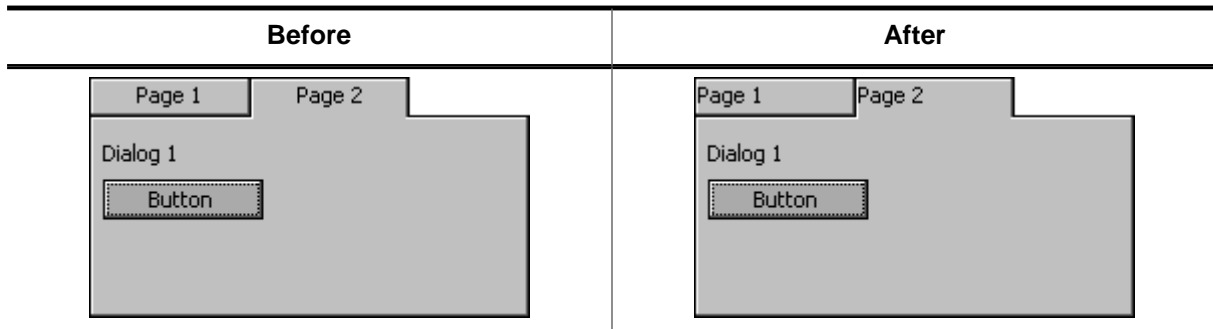 Before After
Page 1 Page 2 Page 1 Page 2
Dialog 1 Dialog 1
Button Button